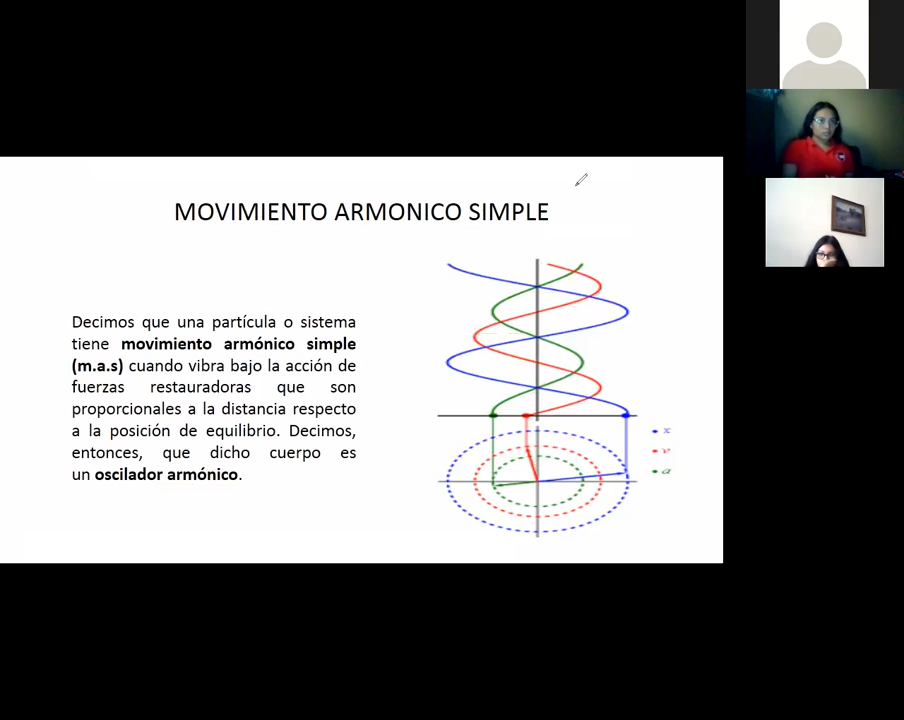 MOVIMIENTO ARMONICO SIMPLE
Decimos que una partícula o sistema
tiene movimiento armónico simple
(m.a.s) cuando vibra bajo la acción de
fuerzas restauradoras que son
proporcionales a la distancia respecto
a la posición de equilibrio. Decimos,
entonces, que dicho cuerpo es
un oscilador armónico.
x
v
a